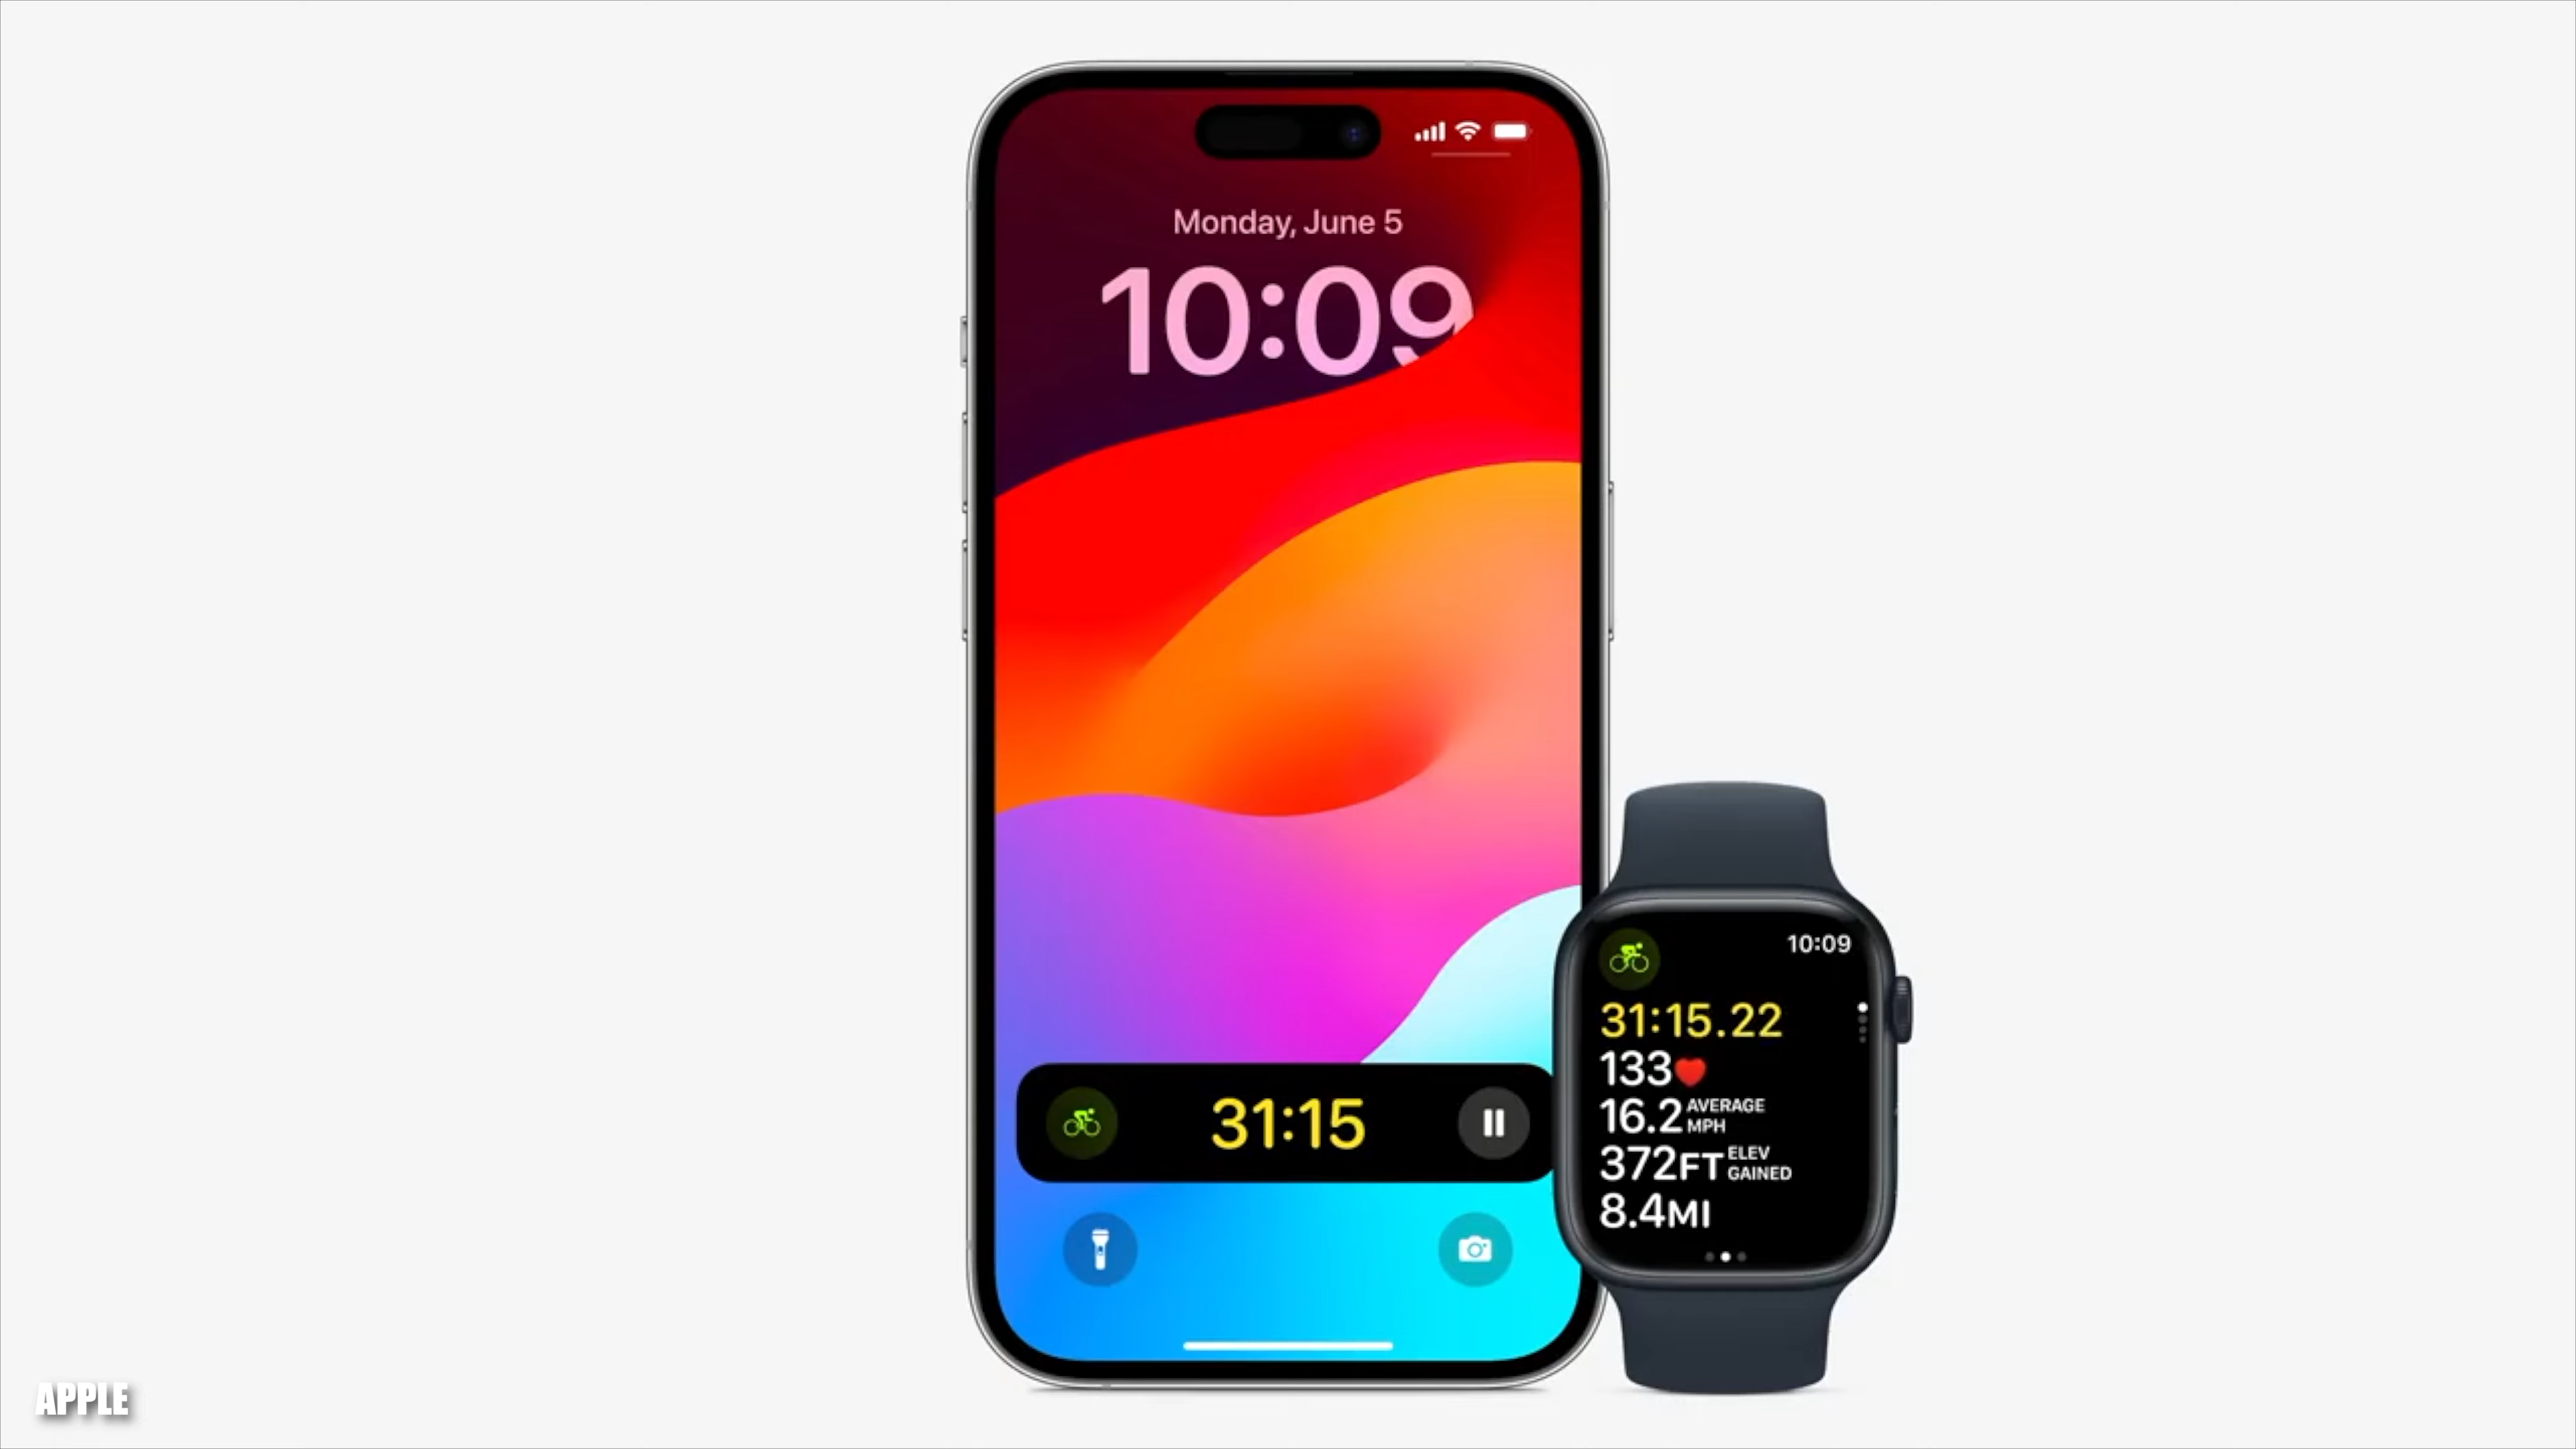 Monday, June 5
10:09
31:15
10:09
31:15.22
133
16.2 AVERAGE MPH
372FT ELEV GAINED
8.4MI
APPLE